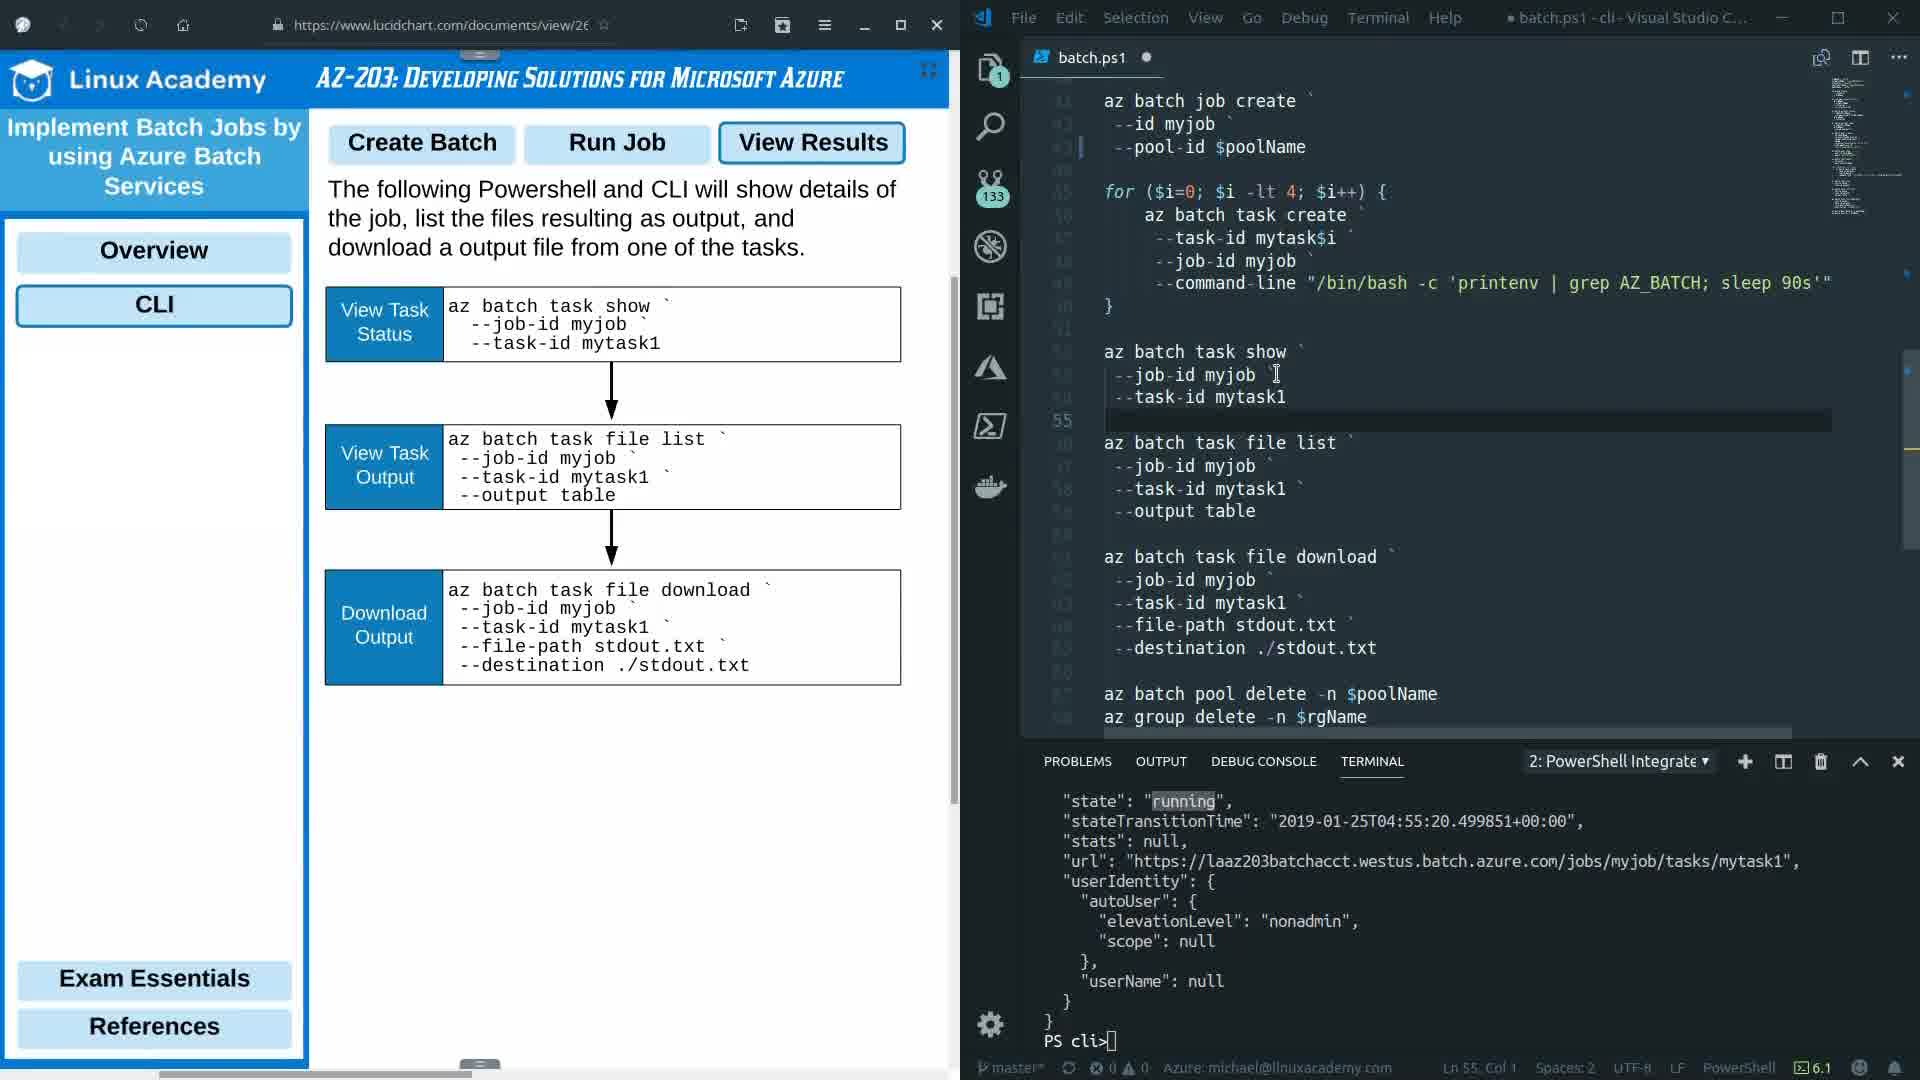 https://www.lucidchart.com/documents/view/26
Linux Academy
AZ-203: Developing Solutions for Microsoft Azure
Implement Batch Jobs by
using Azure Batch
Services
Overview
CLI
Exam Essentials
References
Create Batch
Run Job
View Results
The following Powershell and CLI will show details of
the job, list the files resulting as output, and
download a output file from one of the tasks.
View Task
Status
az batch task show `
--job-id myjob `
--task-id mytask1
View Task
Output
az batch task file list `
--job-id myjob `
--task-id mytask1 `
--output table
Download
Output
az batch task file download `
--job-id myjob `
--task-id mytask1 `
--file-path stdout.txt `
--destination ./stdout.txt
File Edit Selection View Go Debug Terminal Help
● batch.ps1 - cli - Visual Studio C...
batch.ps1
1
133
az batch job create `
--id myjob `
--pool-id $poolName
for ($i=0; $i -lt 4; $i++) {
az batch task create `
--task-id mytask$i `
--job-id myjob `
--command-line "/bin/bash -c 'printenv | grep AZ_BATCH; sleep 90s'"
}
az batch task show `
--job-id myjob `
--task-id mytask1
55
az batch task file list `
--job-id myjob `
--task-id mytask1 `
--output table
az batch task file download `
--job-id myjob `
--task-id mytask1 `
--file-path stdout.txt `
--destination ./stdout.txt
az batch pool delete -n $poolName
az group delete -n $rgName
PROBLEMS OUTPUT DEBUG CONSOLE TERMINAL
2: PowerShell Integrate
"state": "running",
"stateTransitionTime": "2019-01-25T04:55:20.499851+00:00",
"stats": null,
"url": "https://laaz203batchacct.westus.batch.azure.com/jobs/myjob/tasks/mytask1",
"userIdentity": {
"autoUser": {
"elevationLevel": "nonadmin",
"scope": null
},
"userName": null
}
}
PS cli>
master* 0 0 Azure: michael@linuxacademy.com Ln 55, Col 1 Spaces: 2 UTF-8 LF PowerShell 6.1